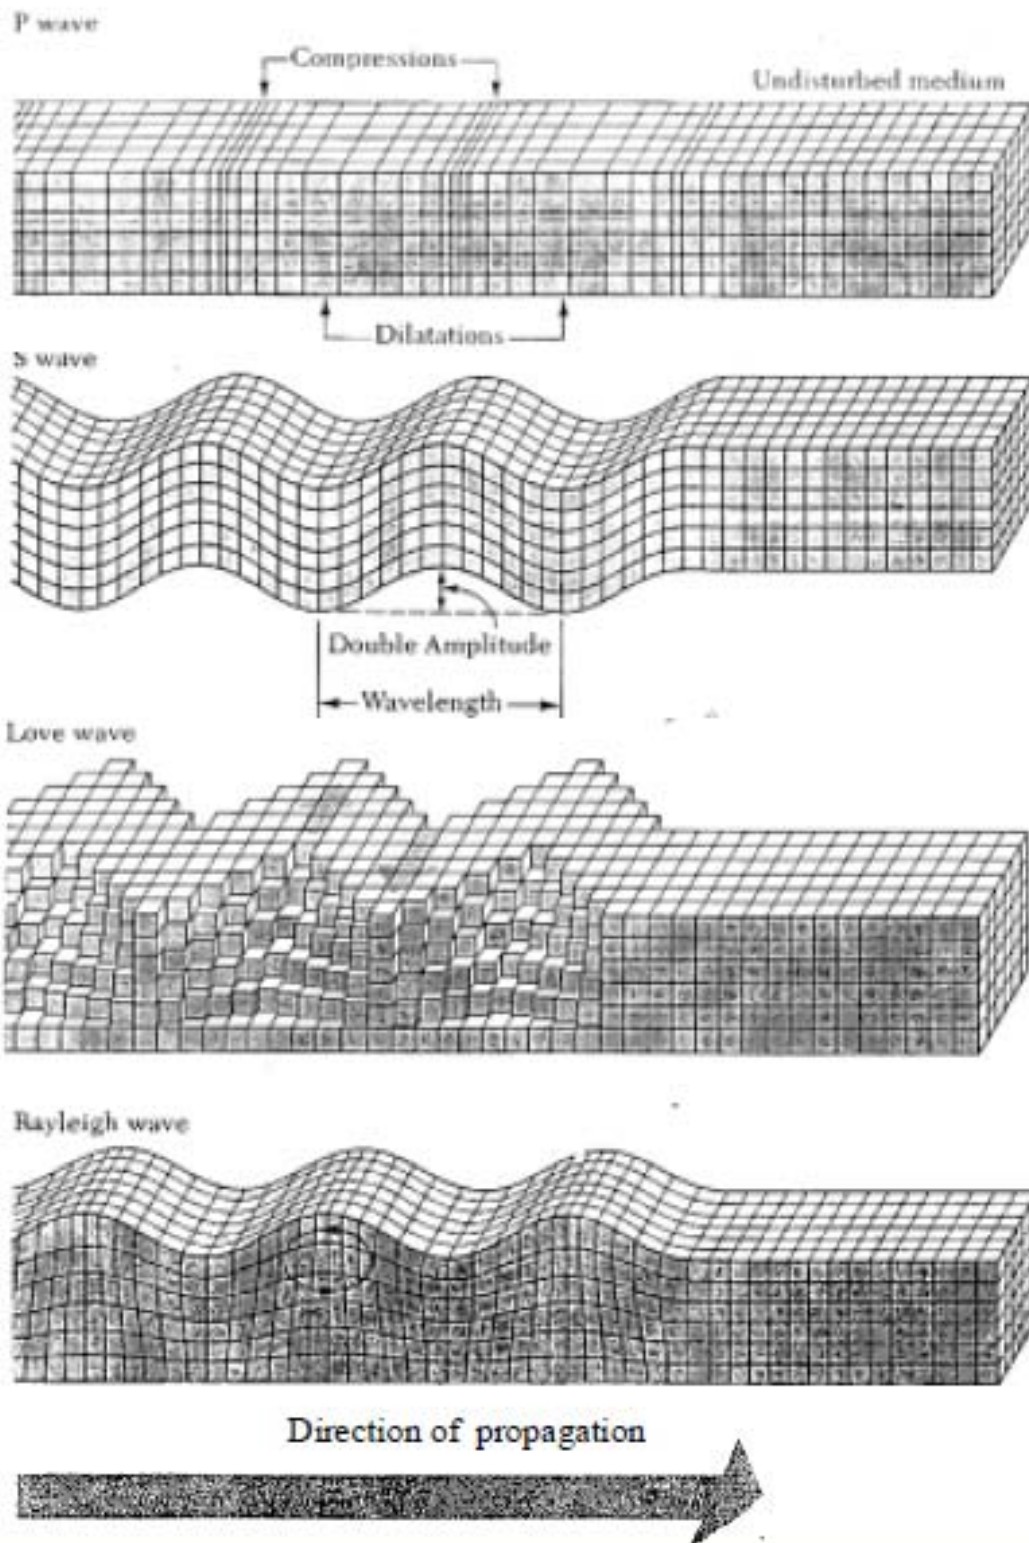 P wave
Compressions
Undisturbed medium
Dilatations
S wave
Double Amplitude
Wavelength
Love wave
Rayleigh wave
Direction of propagation